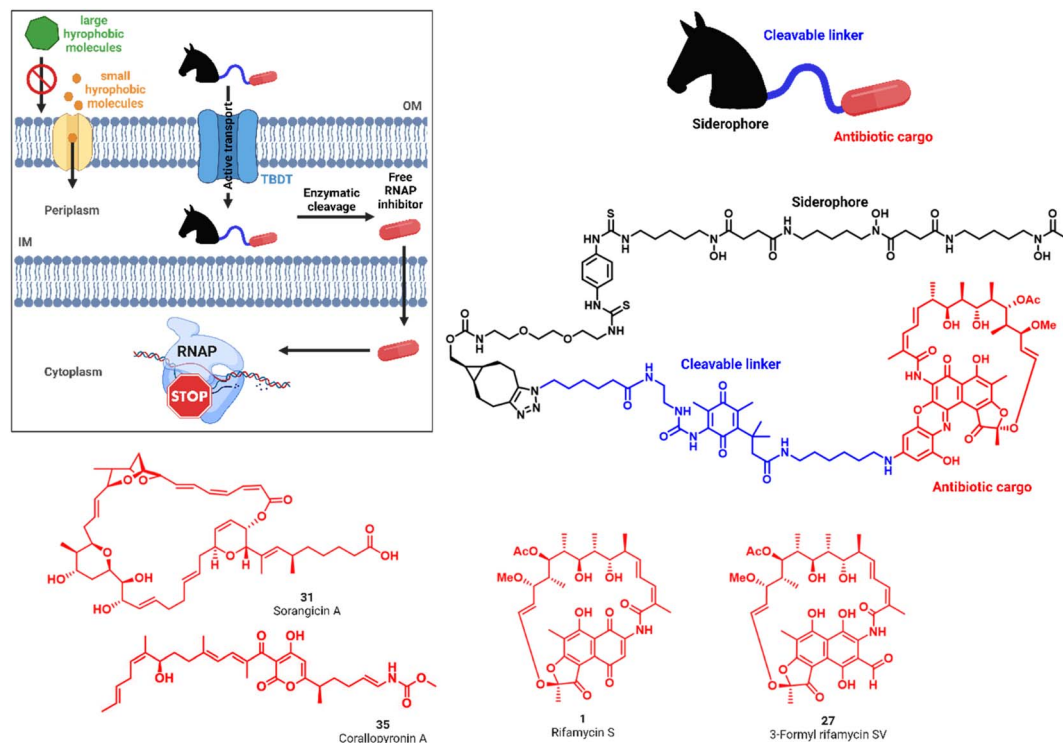 large
hyrophobic
molecules
small
hyrophobic
molecules
OM
Active transport
TBDT
Enzymatic
cleavage
Free
RNAP
inhibitor
Periplasm
IM
RNAP
STOP
Cytoplasm
Cleavable linker
Siderophore
Antibiotic cargo
Siderophore
Cleavable linker
Antibiotic cargo
31
Sorangicin A
35
Corallopyronin A
1
Rifamycin S
27
3-Formyl rifamycin SV